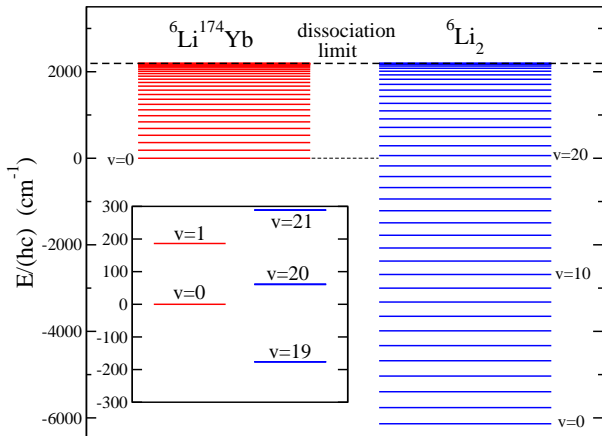 ⁶Li¹⁷⁴Yb dissociation limit ⁶Li₂
2000
v=0 0 v=20
300
v=21
200 v=1
100 v=20
-2000
0 v=0
v=10
-100
-200 v=19
-4000
-300
-6000 v=0
E/(hc) (cm⁻¹)